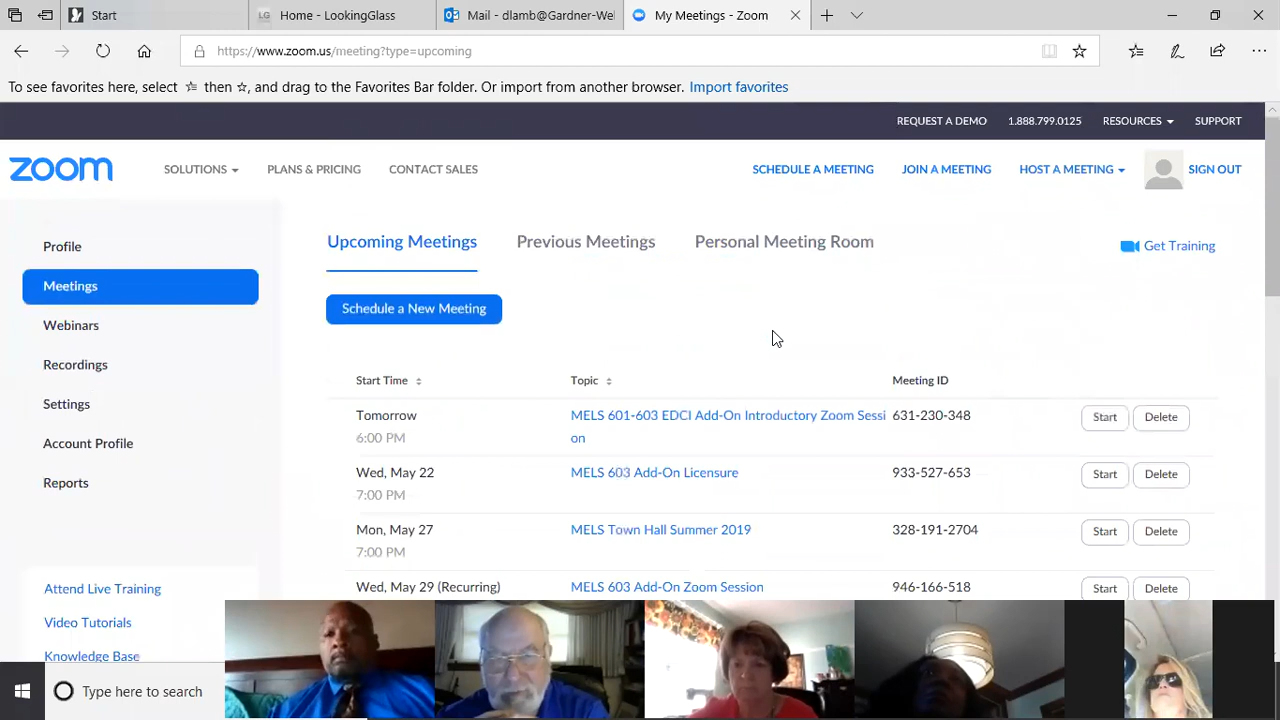 Start
LG Home - LookingGlass
Mail - dlamb@Gardner-Wel
My Meetings - Zoom
https://www.zoom.us/meeting?type=upcoming
To see favorites here, select then, and drag to the Favorites Bar folder. Or import from another browser. Import favorites
REQUEST A DEMO 1.888.799.0125 RESOURCES SUPPORT
zoom SOLUTIONS PLANS & PRICING CONTACT SALES SCHEDULE A MEETING JOIN A MEETING HOST A MEETING SIGN OUT
Profile
Meetings
Webinars
Recordings
Settings
Account Profile
Reports
Attend Live Training
Video Tutorials
Knowledge Base
Upcoming Meetings Previous Meetings Personal Meeting Room Get Training
Schedule a New Meeting
Start Time Topic Meeting ID
Tomorrow MELS 601-603 EDCI Add-On Introductory Zoom Sessi 631-230-348 Start Delete
6:00 PM on
Wed, May 22 MELS 603 Add-On Licensure 933-527-653 Start Delete
7:00 PM
Mon, May 27 MELS Town Hall Summer 2019 328-191-2704 Start Delete
7:00 PM
Wed, May 29 (Recurring) MELS 603 Add-On Zoom Session 946-166-518 Start Delete
Type here to search